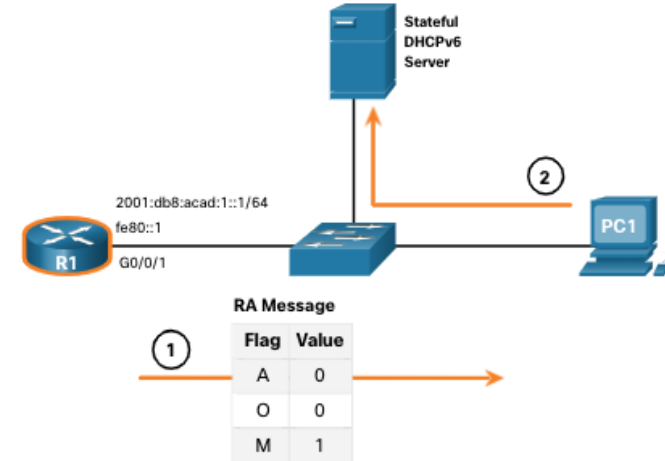 Stateful
DHCPv6
Server
2
2001:db8:acad:1::1/64
fe80::1
PC1
R1
G0/0/1
RA Message
1
Flag Value
A 0
O 0
M 1